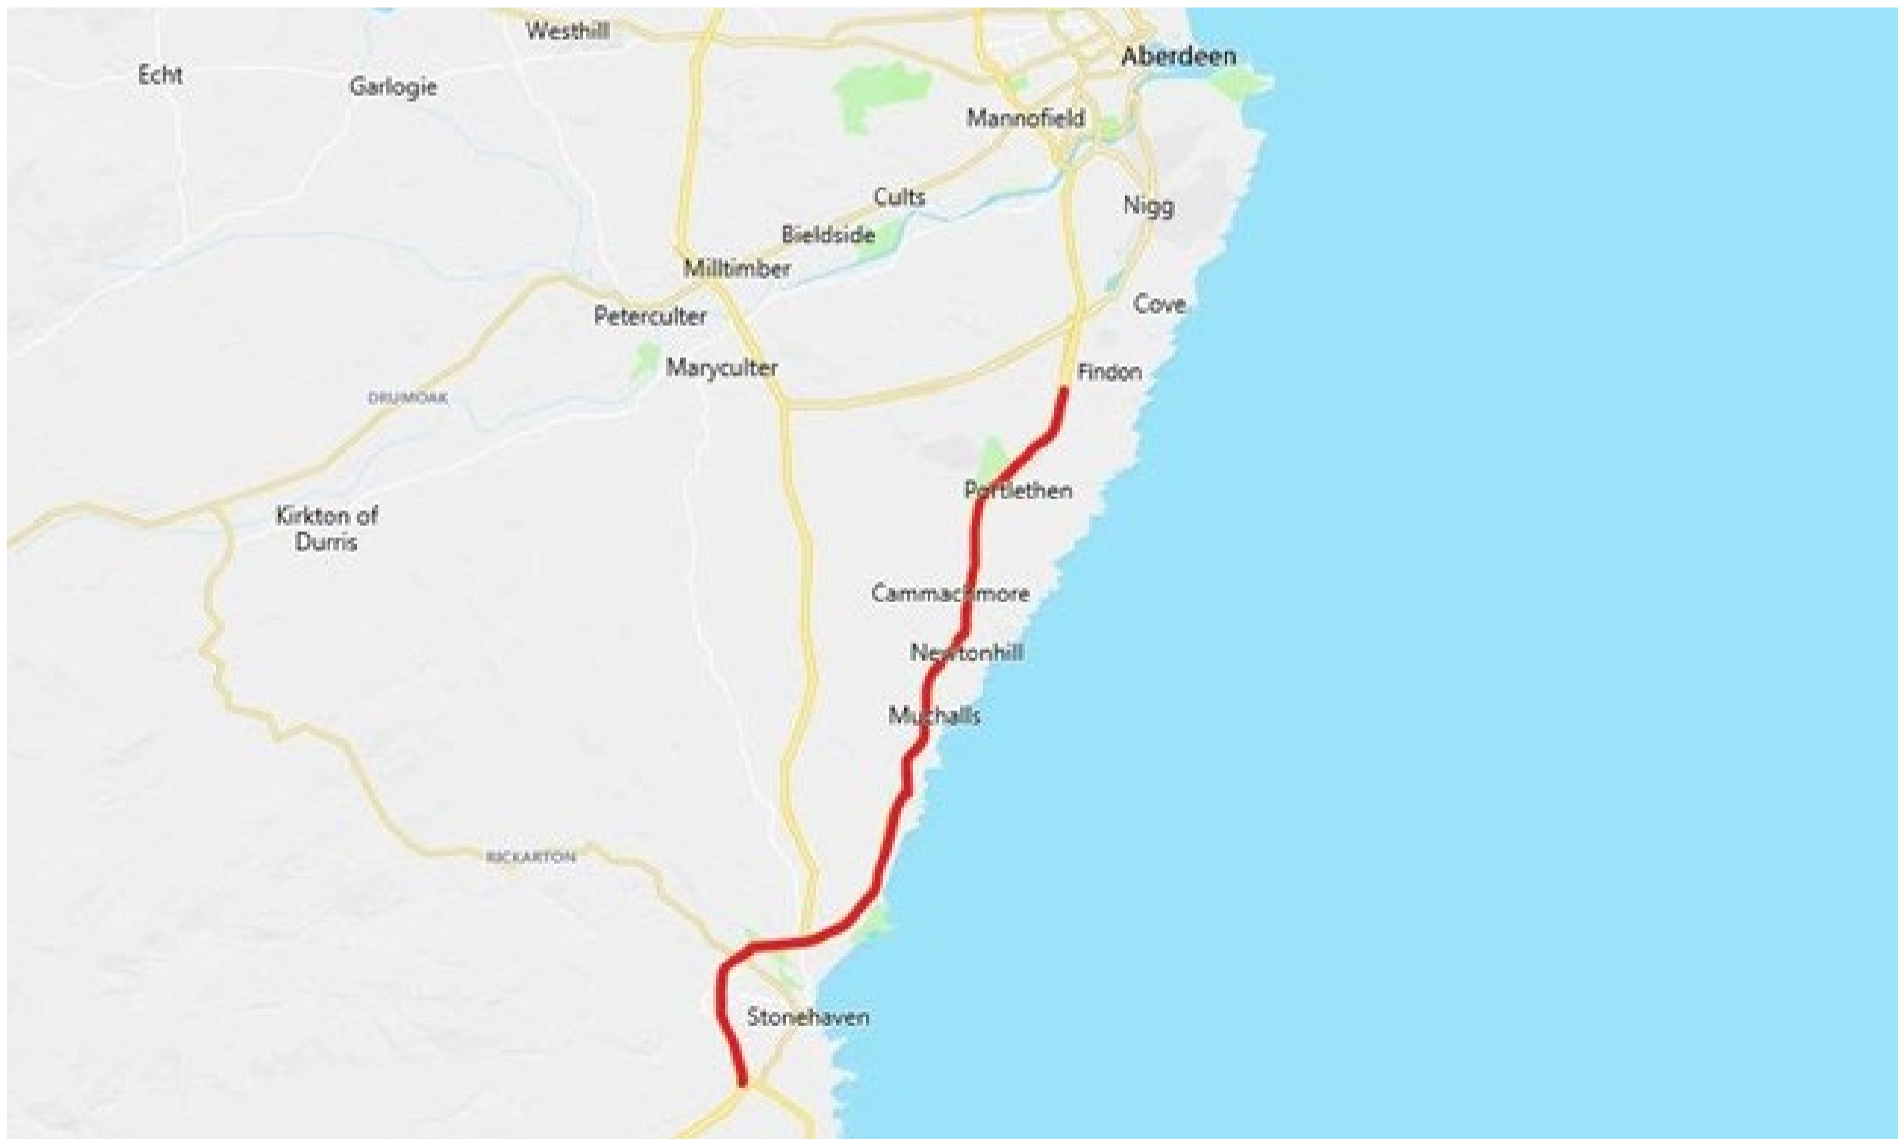 Westhill
Aberdeen
Echt
Garlogie
Mannofield
Cults
Nigg
Bieldside
Milltimber
Cove
Peterculter
Maryculter
Findon
DRUMOAK
Portlethen
Kirkton of
Durris
Cammachmore
Newtonhill
Muchalls
RICKARTON
Stonehaven